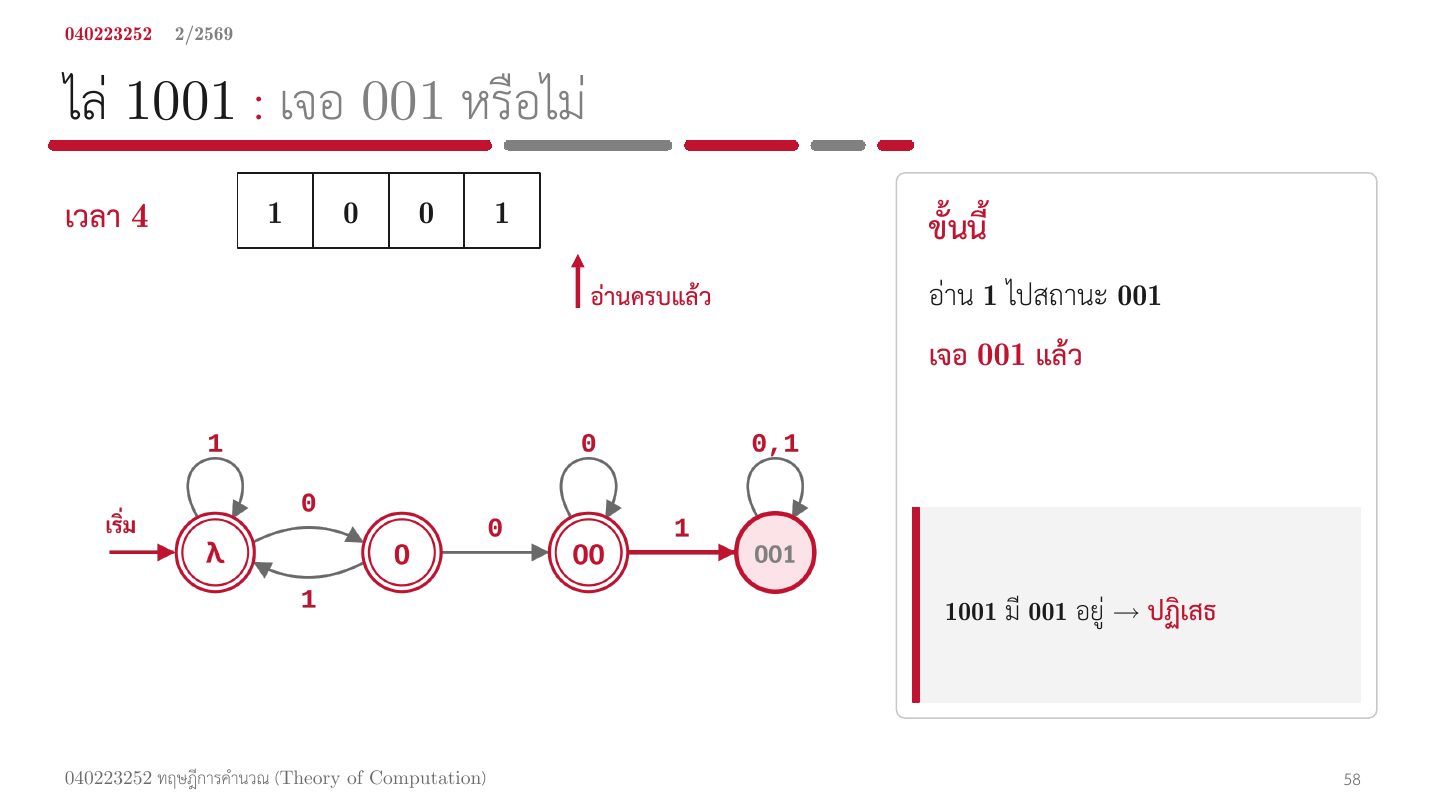 040223252 2/2569
ไล่ 1001 : เจอ 001 หรือไม่
เวลา 4
1 0 0 1
อ่านครบแล้ว
ขั้นนี้
อ่าน 1 ไปสถานะ 001
เจอ 001 แล้ว
1 0 0,1
เริ่ม 0 0 1
λ 0 00 001
1
1001 มี 001 อยู่ → ปฏิเสธ
040223252 ทฤษฎีการคำนวณ (Theory of Computation) 58